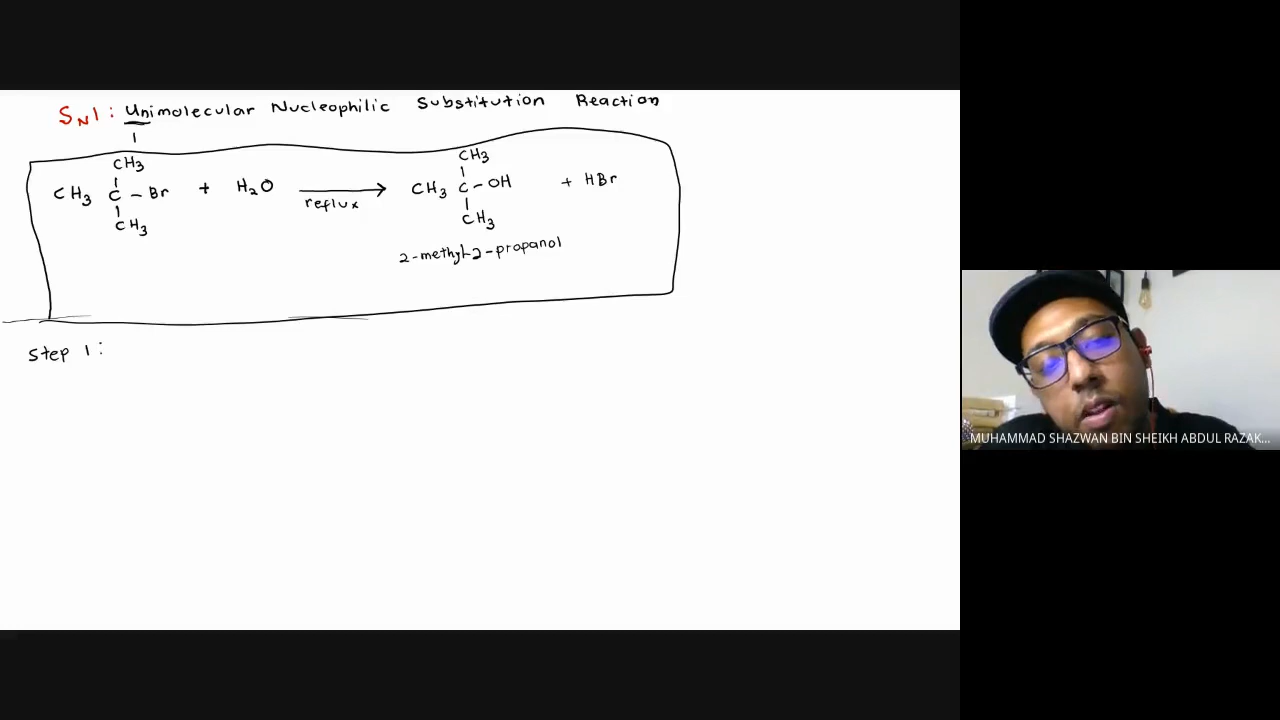 SN1: Unimolecular Nucleophilic Substitution Reaction
1
CH3 CH3
CH3 C - Br + H2O reflux CH3 C - OH + HBr
CH3 CH3
2-methyl-2-propanol
Step 1:
MUHAMMAD SHAZWAN BIN SHEIKH ABDUL RAZAK...